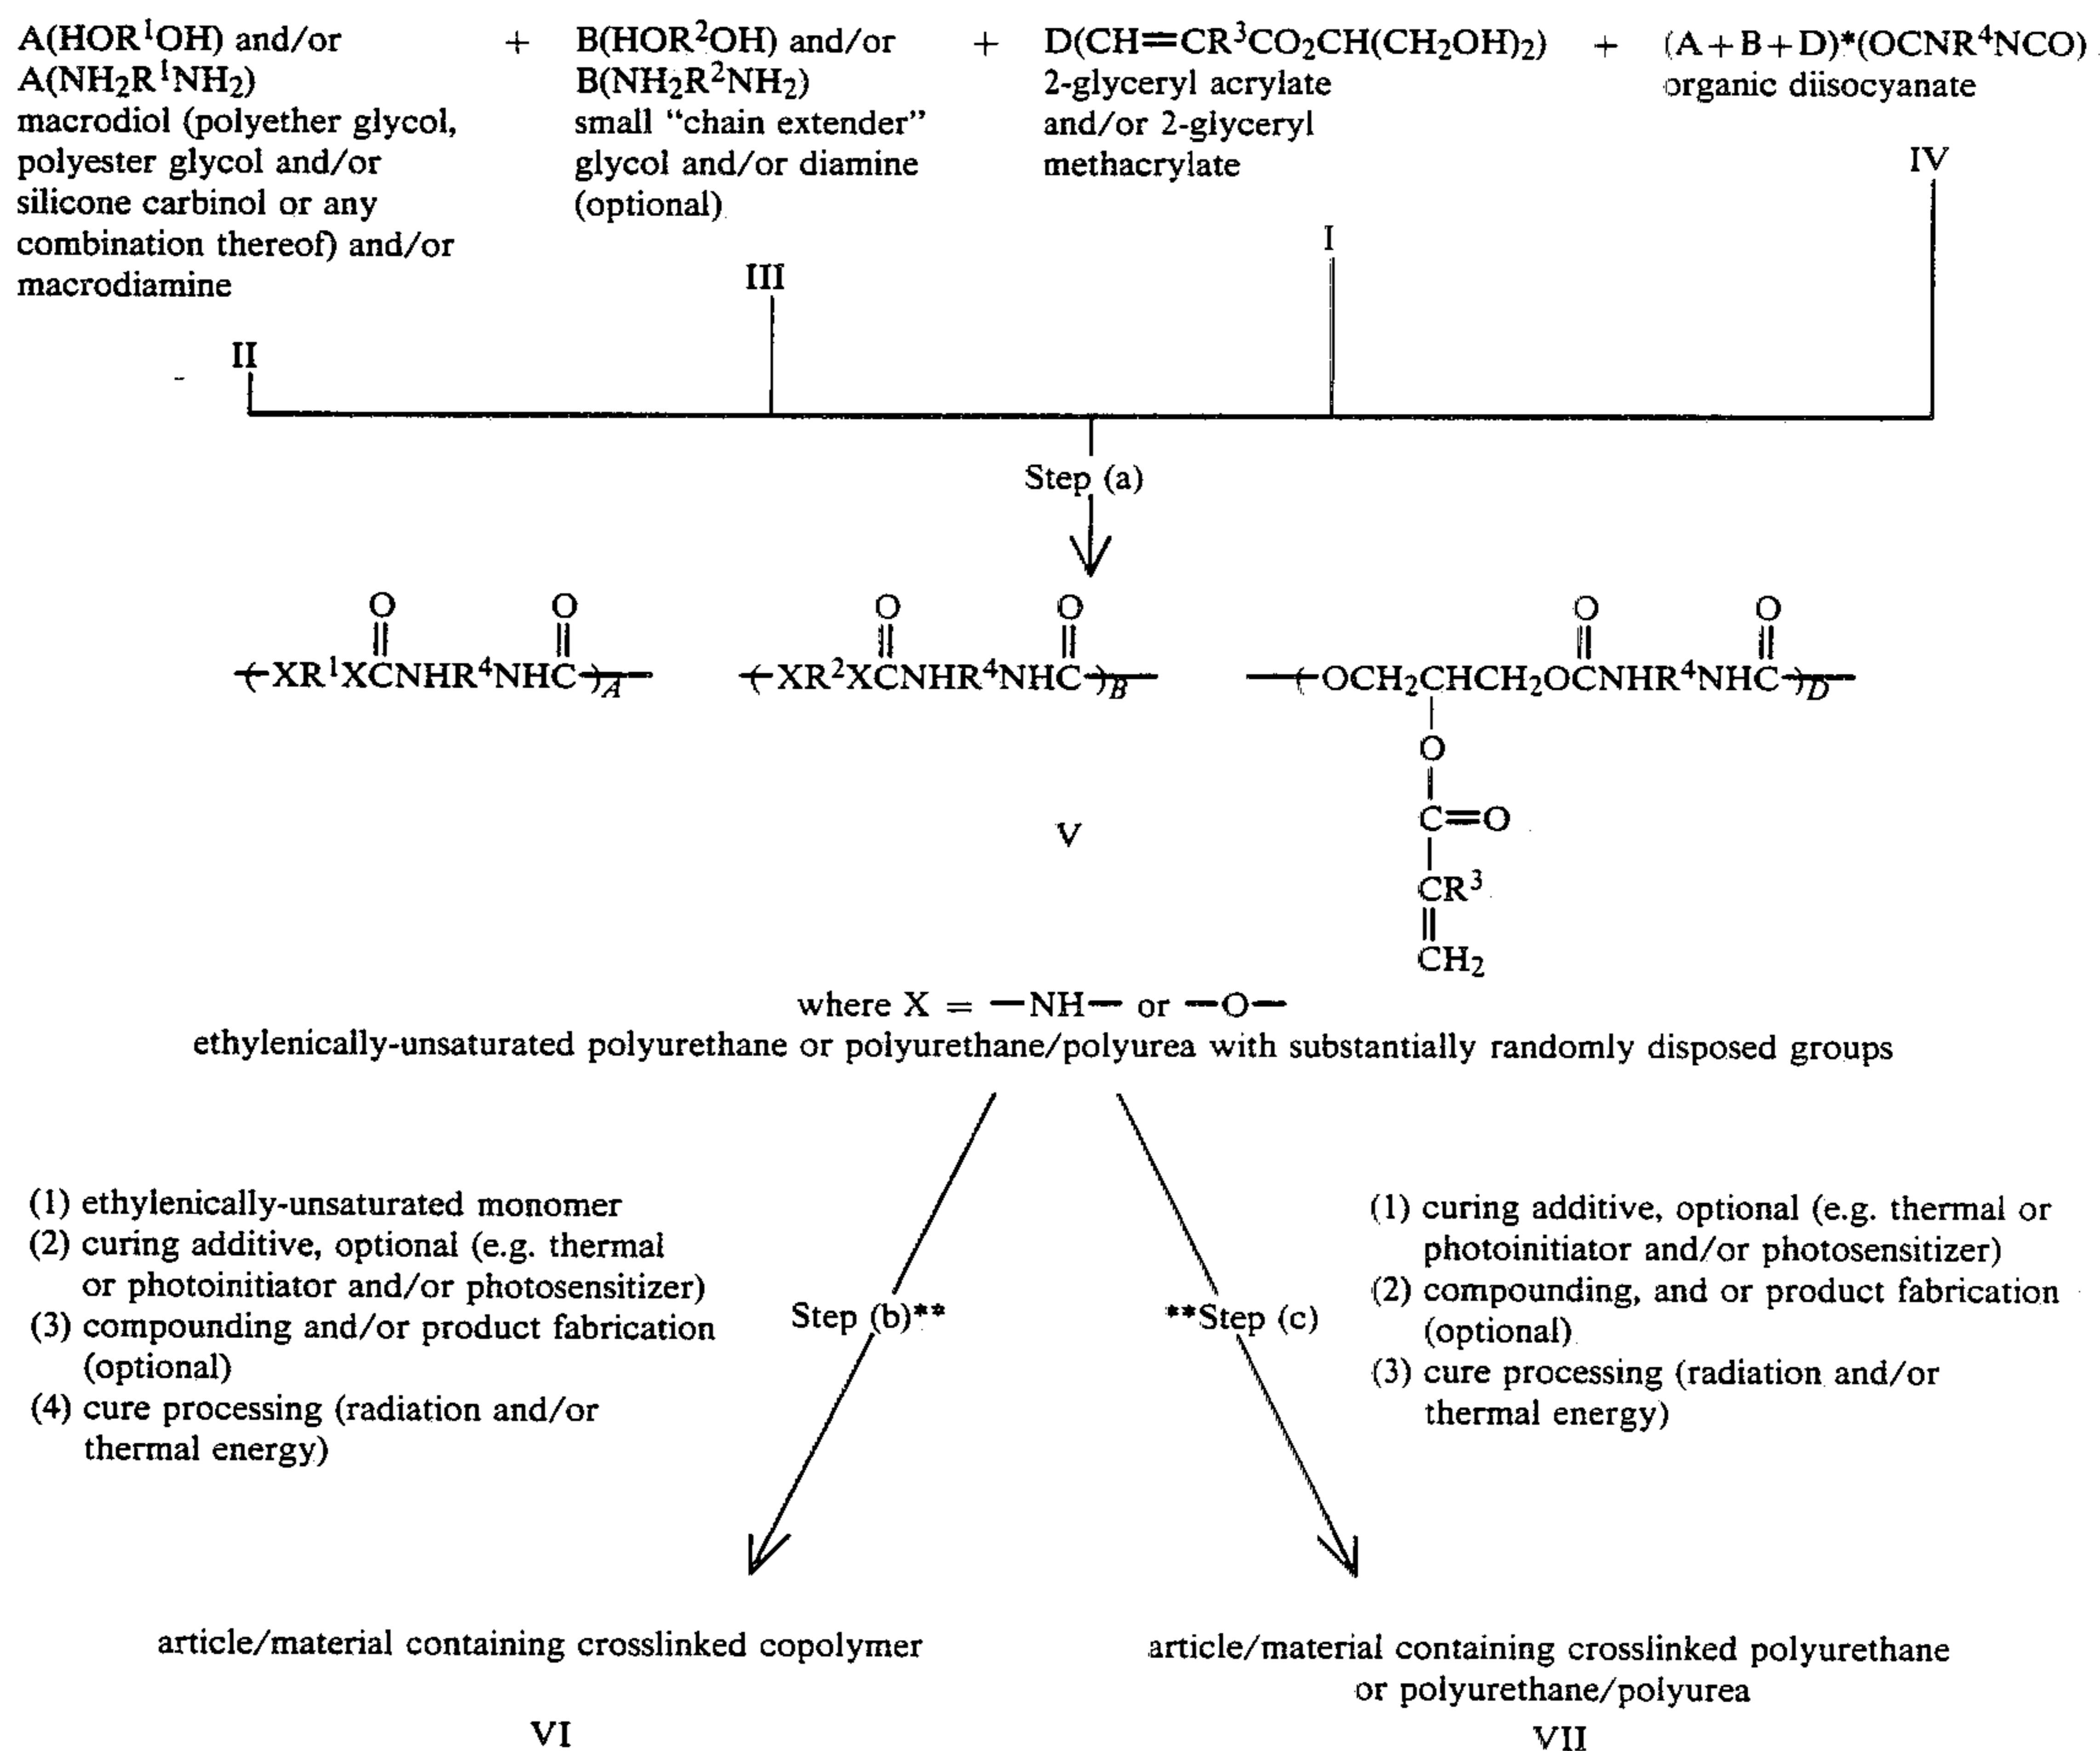 A(HOR¹OH) and/or + B(HOR²OH) and/or + D(CH=CR³CO₂CH(CH₂OH)₂) + (A+B+D)*(OCNR⁴NCO)
A(NH₂R¹NH₂) B(NH₂R²NH₂) 2-glyceryl acrylate organic diisocyanate
macrodiol (polyether glycol, small "chain extender" and/or 2-glyceryl
polyester glycol and/or glycol and/or diamine methacrylate IV
silicone carbinol or any (optional)
combination thereof) and/or I
macrodiamine III
II
Step (a)
O O O O O O
(XR¹XCNHR⁴NHC)A (XR²XCNHR⁴NHC)B (OCH₂CHCH₂OCNHR⁴NHC)D
O
V C=O
CR³
CH₂
where X = —NH— or —O—
ethylenically-unsaturated polyurethane or polyurethane/polyurea with substantially randomly disposed groups
(1) ethylenically-unsaturated monomer
(2) curing additive, optional (e.g. thermal
or photoinitiator and/or photosensitizer)
(3) compounding and/or product fabrication
(optional)
(4) cure processing (radiation and/or
thermal energy)
Step (b)** **Step (c)
(1) curing additive, optional (e.g. thermal or
photoinitiator and/or photosensitizer)
(2) compounding, and or product fabrication
(optional)
(3) cure processing (radiation and/or
thermal energy)
article/material containing crosslinked copolymer
VI
article/material containing crosslinked polyurethane
or polyurethane/polyurea
VII